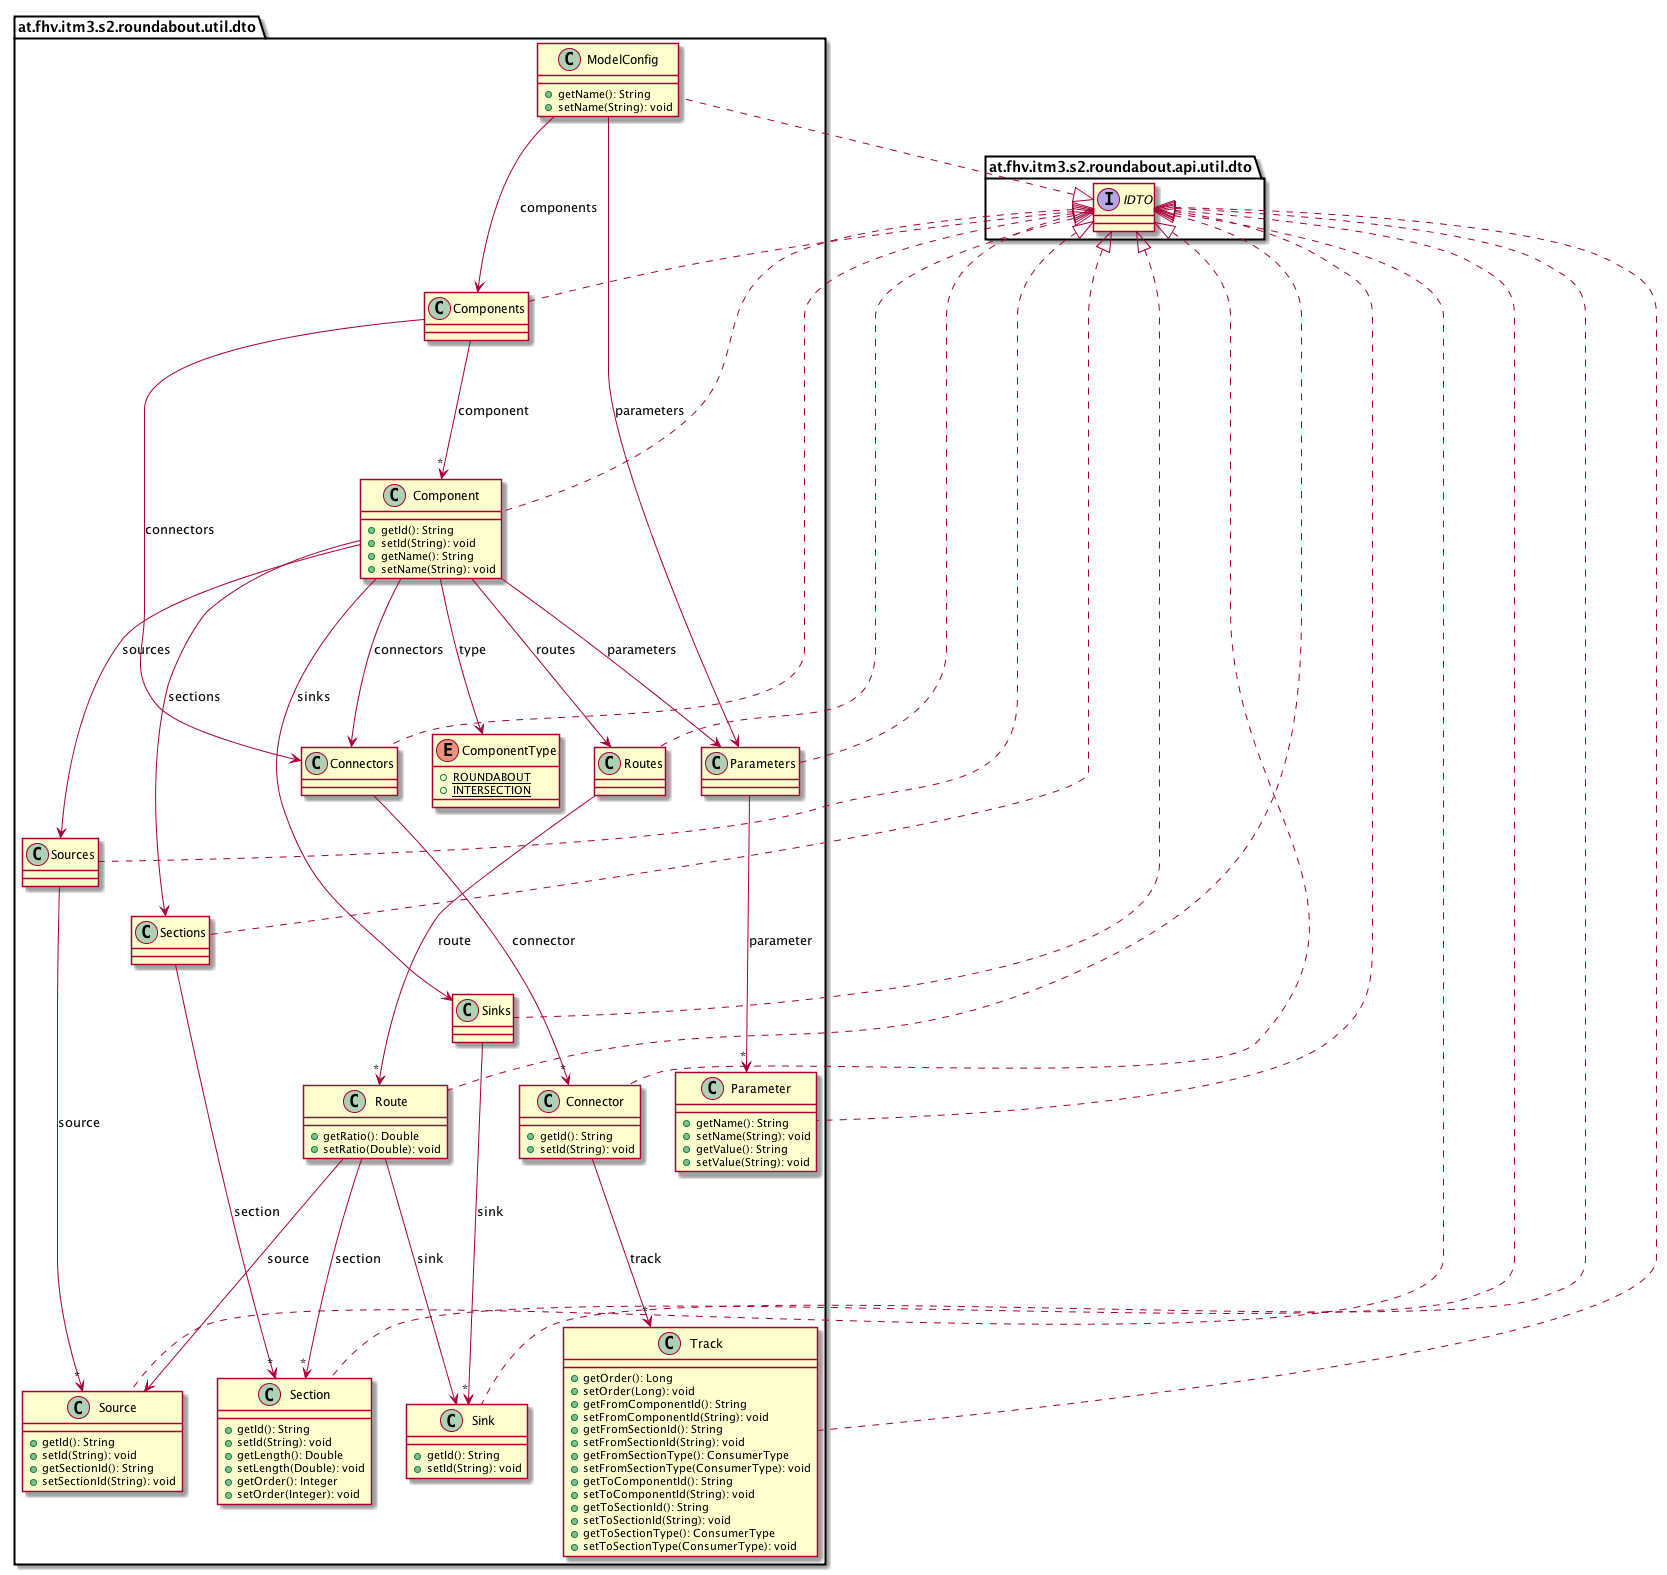 at.fhv.itm3.s2.roundabout.util.dto
C ModelConfig
getName(): String
setName(String): void
at.fhv.itm3.s2.roundabout.api.util.dto
I IDTO
components
C Components
parameters
component
*
connectors
C Component
getId(): String
setId(String): void
getName(): String
setName(String): void
sources
sections
sinks
connectors
type
routes
parameters
C Connectors
E ComponentType
ROUNDABOUT
INTERSECTION
C Routes
C Parameters
C Sources
C Sections
route
connector
parameter
C Sinks
*
*
*
C Route
getRatio(): Double
setRatio(Double): void
C Connector
getId(): String
setId(String): void
C Parameter
getName(): String
setName(String): void
getValue(): String
setValue(String): void
source
section
sink
source
section
sink
track
*
*
*
*
*
C Source
getId(): String
setId(String): void
getSectionId(): String
setSectionId(String): void
C Section
getId(): String
setId(String): void
getLength(): Double
setLength(Double): void
getOrder(): Integer
setOrder(Integer): void
C Sink
getId(): String
setId(String): void
C Track
getOrder(): Long
setOrder(Long): void
getFromComponentId(): String
setFromComponentId(String): void
getFromSectionId(): String
setFromSectionId(String): void
getFromSectionType(): ConsumerType
setFromSectionType(ConsumerType): void
getToComponentId(): String
setToComponentId(String): void
getToSectionId(): String
setToSectionId(String): void
getToSectionType(): ConsumerType
setToSectionType(ConsumerType): void